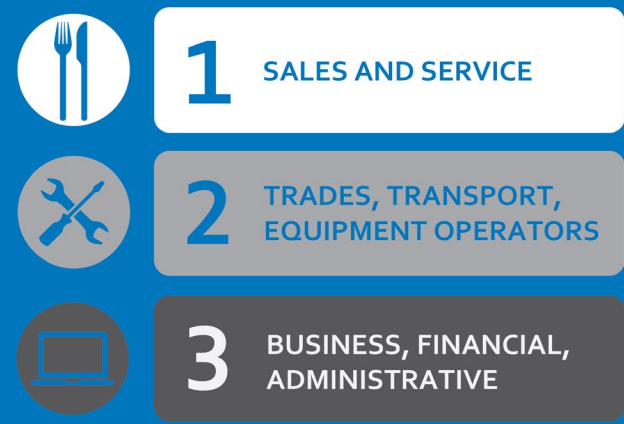 1
SALES AND SERVICE
2
TRADES, TRANSPORT,
EQUIPMENT OPERATORS
3
BUSINESS, FINANCIAL,
ADMINISTRATIVE